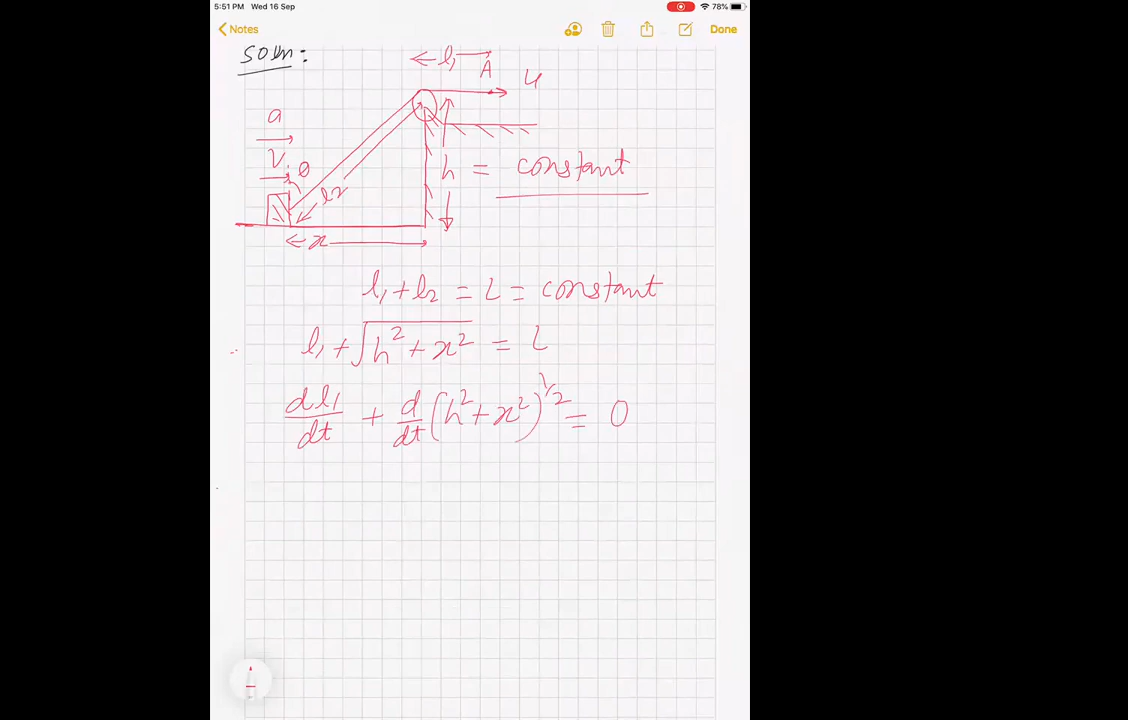 5:51 PM Wed 16 Sep 78%
Notes Done
Soln:
l₁
A
u
a
v
θ
l2
h = constant
x
l₁ + l₂ = L = constant
l₁ + √(h² + x²) = L
dl₁/dt + d/dt (h² + x²)^1/2 = 0